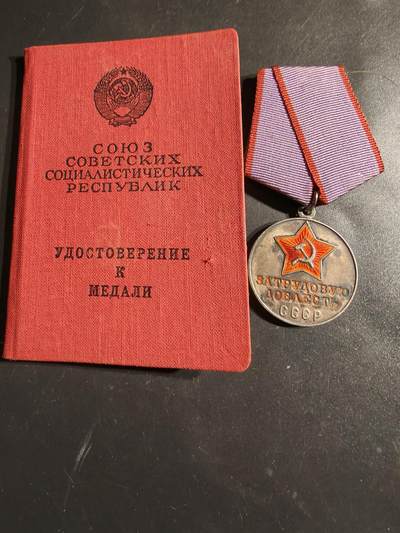 СОЮЗ
СОВЕТСКИХ
СОЦИАЛИСТИЧЕСКИХ
РЕСПУБЛИК
УДОСТОВЕРЕНИЕ
К
МЕДАЛИ
ЗА ТРУДОВУЮ
ДОБЛЕСТЬ
СССР